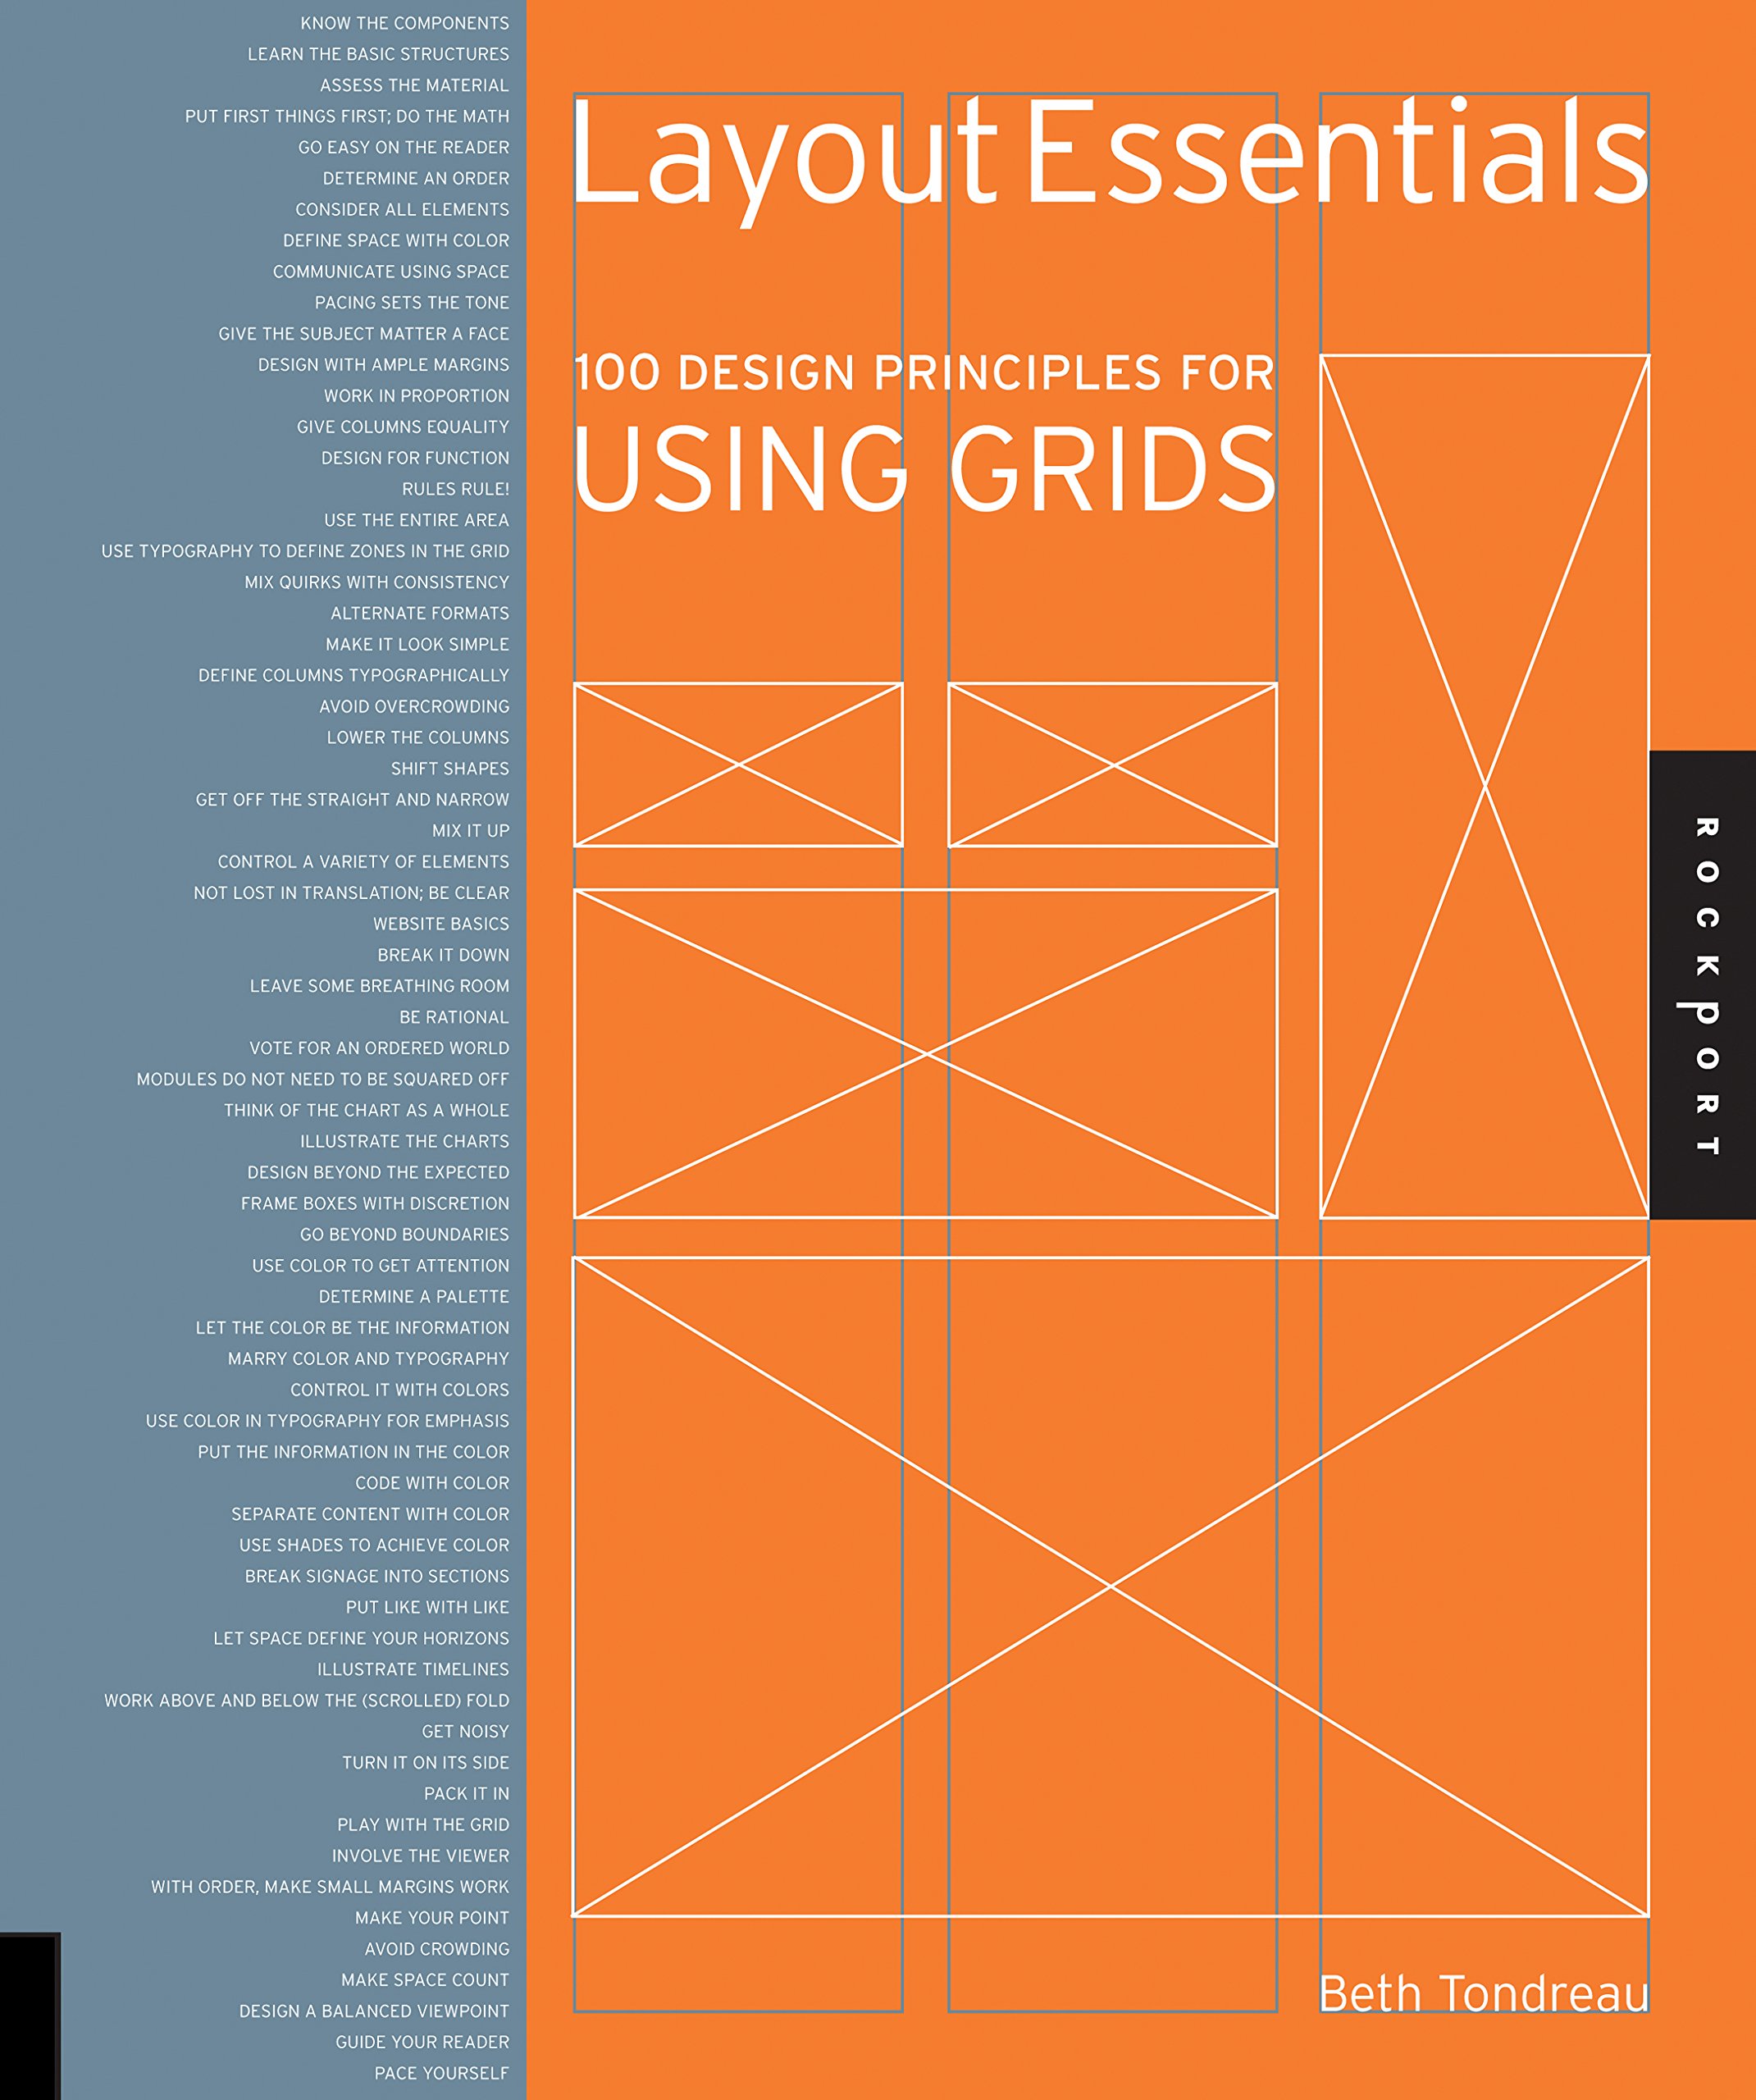 KNOW THE COMPONENTS
LEARN THE BASIC STRUCTURES
ASSESS THE MATERIAL
PUT FIRST THINGS FIRST; DO THE MATH
GO EASY ON THE READER
DETERMINE AN ORDER
CONSIDER ALL ELEMENTS
DEFINE SPACE WITH COLOR
COMMUNICATE USING SPACE
PACING SETS THE TONE
GIVE THE SUBJECT MATTER A FACE
DESIGN WITH AMPLE MARGINS
WORK IN PROPORTION
GIVE COLUMNS EQUALITY
DESIGN FOR FUNCTION
RULES RULE!
USE THE ENTIRE AREA
USE TYPOGRAPHY TO DEFINE ZONES IN THE GRID
MIX QUIRKS WITH CONSISTENCY
ALTERNATE FORMATS
MAKE IT LOOK SIMPLE
DEFINE COLUMNS TYPOGRAPHICALLY
AVOID OVERCROWDING
LOWER THE COLUMNS
SHIFT SHAPES
GET OFF THE STRAIGHT AND NARROW
MIX IT UP
CONTROL A VARIETY OF ELEMENTS
NOT LOST IN TRANSLATION; BE CLEAR
WEBSITE BASICS
BREAK IT DOWN
LEAVE SOME BREATHING ROOM
BE RATIONAL
VOTE FOR AN ORDERED WORLD
MODULES DO NOT NEED TO BE SQUARED OFF
THINK OF THE CHART AS A WHOLE
ILLUSTRATE THE CHARTS
DESIGN BEYOND THE EXPECTED
FRAME BOXES WITH DISCRETION
GO BEYOND BOUNDARIES
USE COLOR TO GET ATTENTION
DETERMINE A PALETTE
LET THE COLOR BE THE INFORMATION
MARRY COLOR AND TYPOGRAPHY
CONTROL IT WITH COLORS
USE COLOR IN TYPOGRAPHY FOR EMPHASIS
PUT THE INFORMATION IN THE COLOR
CODE WITH COLOR
SEPARATE CONTENT WITH COLOR
USE SHADES TO ACHIEVE COLOR
BREAK SIGNAGE INTO SECTIONS
PUT LIKE WITH LIKE
LET SPACE DEFINE YOUR HORIZONS
ILLUSTRATE TIMELINES
WORK ABOVE AND BELOW THE (SCROLLED) FOLD
GET NOISY
TURN IT ON ITS SIDE
PACK IT IN
PLAY WITH THE GRID
INVOLVE THE VIEWER
WITH ORDER, MAKE SMALL MARGINS WORK
MAKE YOUR POINT
AVOID CROWDING
MAKE SPACE COUNT
DESIGN A BALANCED VIEWPOINT
GUIDE YOUR READER
PACE YOURSELF
Layout Essentials
100 DESIGN PRINCIPLES FOR
USING GRIDS
ROCKpORT
Beth Tondreau